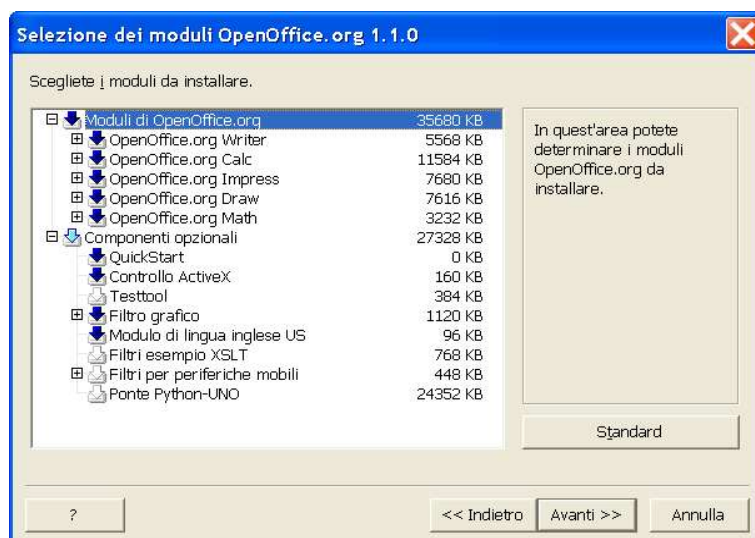 Selezione dei moduli OpenOffice.org 1.1.0
Scegliete i moduli da installare.
Moduli di OpenOffice.org 35680 KB
OpenOffice.org Writer 5568 KB
OpenOffice.org Calc 11584 KB
OpenOffice.org Impress 7680 KB
OpenOffice.org Draw 7616 KB
OpenOffice.org Math 3232 KB
Componenti opzionali 27328 KB
QuickStart 0 KB
Controllo ActiveX 160 KB
Testtool 384 KB
Filtro grafico 1120 KB
Modulo di lingua inglese US 96 KB
Filtri esempio XSLT 768 KB
Filtri per periferiche mobili 448 KB
Ponte Python-UNO 24352 KB
In quest'area potete
determinare i moduli
OpenOffice.org da
installare.
Standard
? << Indietro Avanti >> Annulla